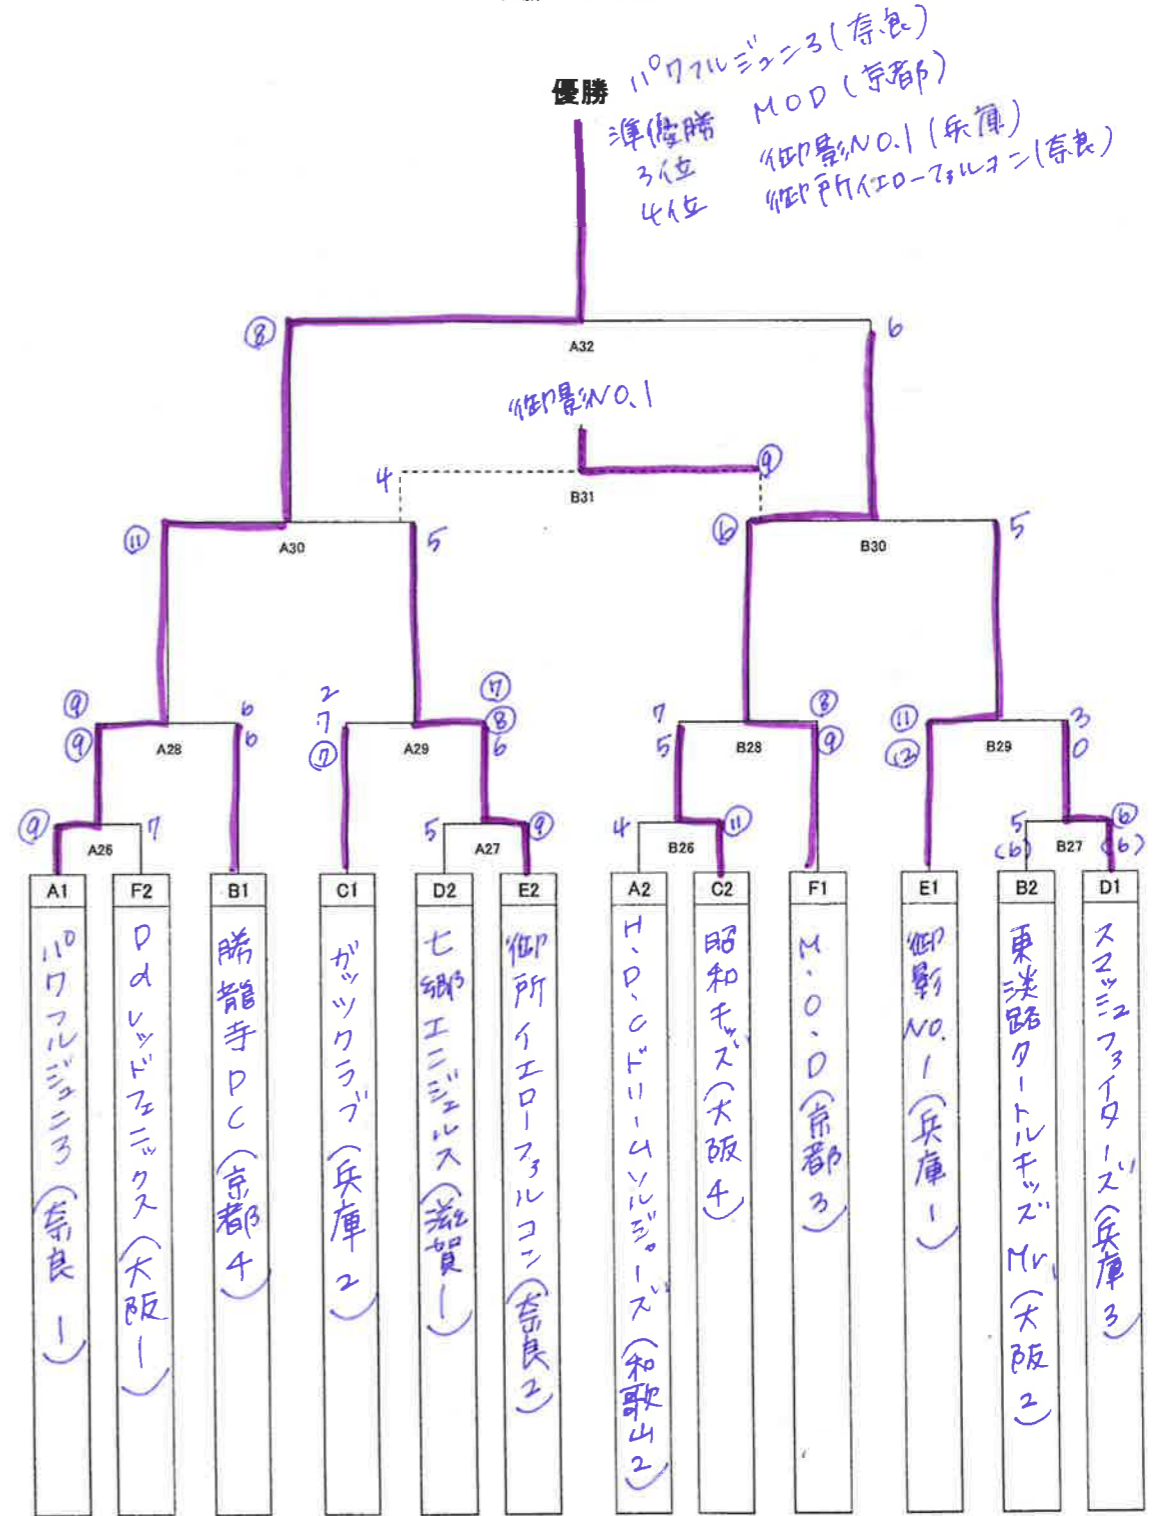 優勝 パワフルジュニ3(奈良)
準優勝 MOD(京都)
3位 御影NO.1(兵庫)
4位 御所イエローファルコン(奈良)
⑧ 6
A32
御影NO.1
4 ⑨
B31
⑪ 5 ⑥ 5
A30 B30
⑨ 6 2 ⑦ 7 ⑧ ⑪ 3
⑨ 6 7 ⑧ 5 ⑨ ⑫ 0
⑦ 6
A28 A29 B28 B29
⑨ 7 5 ⑨ 4 ⑪ 5 ⑥
(6) (6)
A26 A27 B26 B27
A1 F2 B1 C1 D2 E2 A2 C2 F1 E1 B2 D1
パワフルジュニ3(奈良1)
Pdレッドフェニックス(大阪1)
勝龍寺PC(京都4)
ガッツクラブ(兵庫2)
七郷エンジェルス(滋賀1)
御所イエローファルコン(奈良2)
H.P.Cドリームソルジャーズ(和歌山2)
昭和キッズ(大阪4)
M.O.D(京都3)
御影NO.1(兵庫1)
東淡路タートルキッズMr.(大阪2)
スマッシュファイターズ(兵庫3)